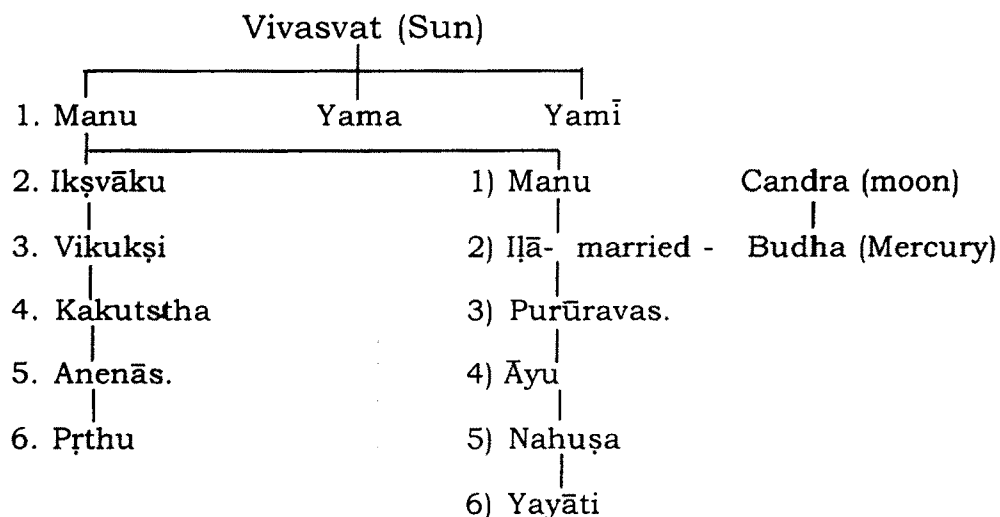 Vivasvat (Sun)
1. Manu Yama Yamī
2. Ikṣvāku 1) Manu Candra (moon)
3. Vikukṣi 2) Iḷā- married - Budha (Mercury)
4. Kakutstha 3) Purūravas.
5. Anenās. 4) Āyu
6. Pṛthu 5) Nahuṣa
6) Yayāti